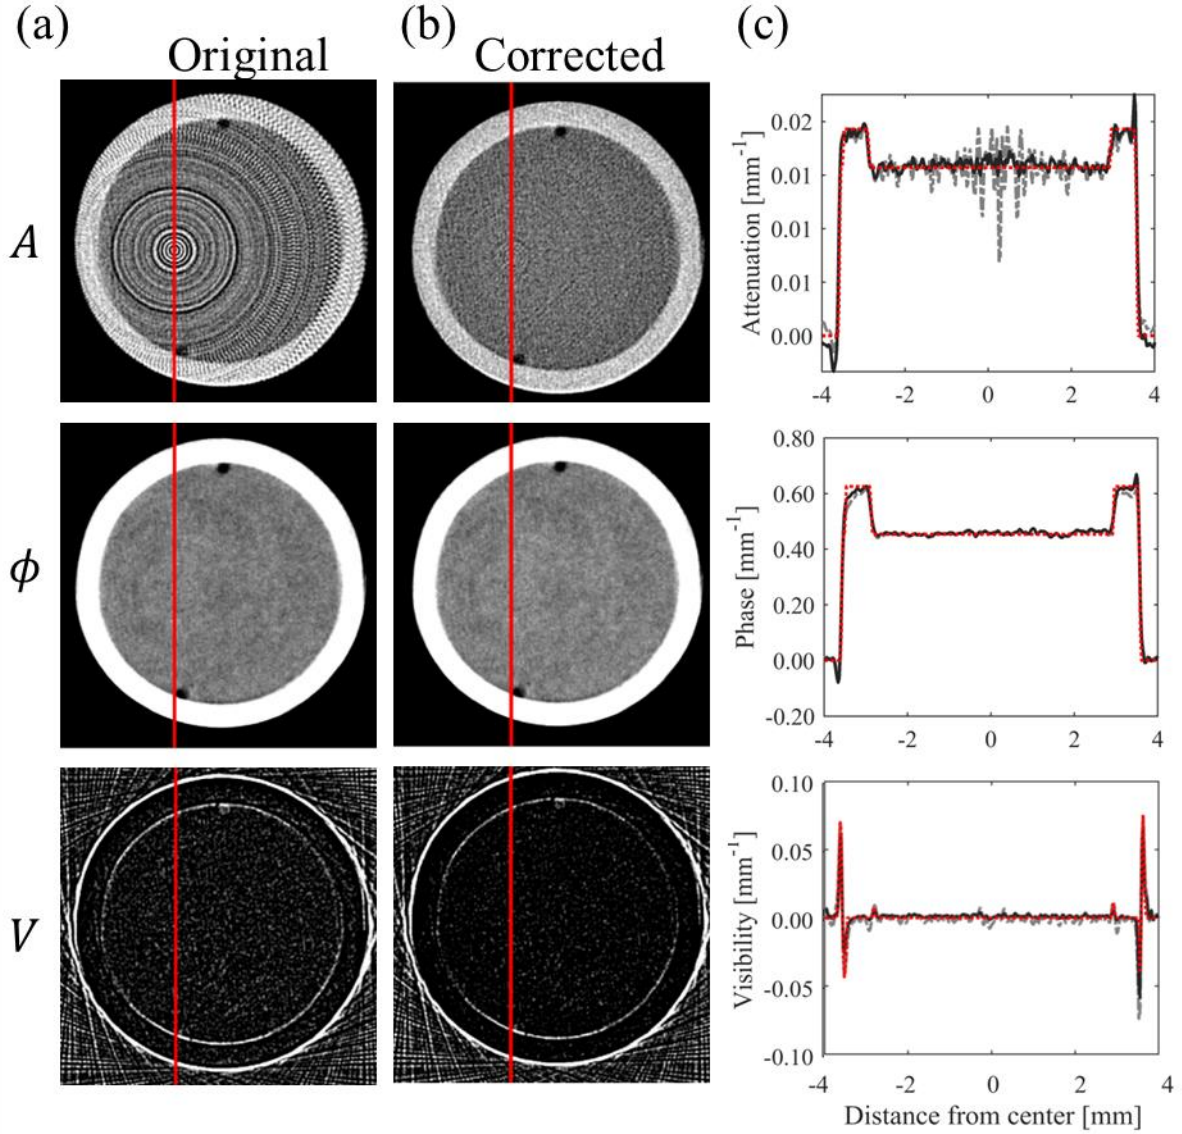 (a)
(b)
(c)
Original
Corrected
A
ϕ
V
Attenuation [mm-1]
0.02
0.01
0.01
0.01
0.00
-4
-2
0
2
4
Phase [mm-1]
0.80
0.60
0.40
0.20
0.00
-0.20
-4
-2
0
2
4
Visibility [mm-1]
0.10
0.05
0.00
-0.05
-0.10
-4
-2
0
2
4
Distance from center [mm]